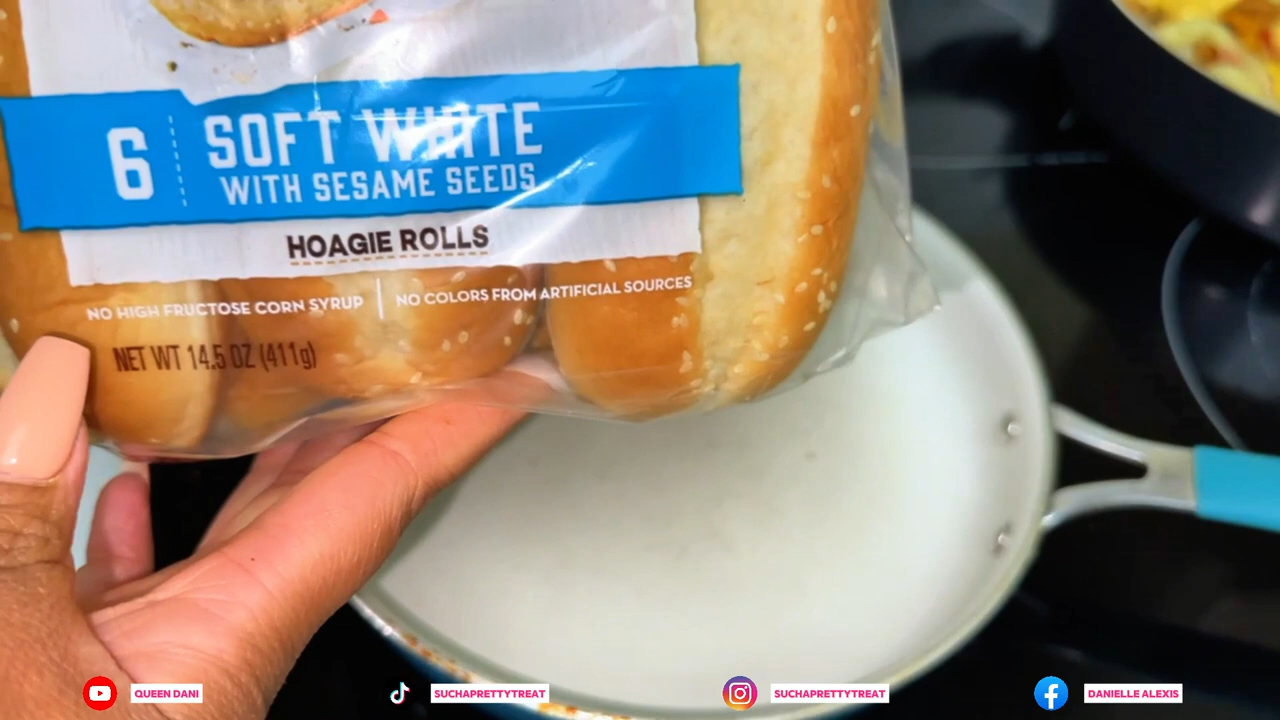 6
SOFT WHITE
WITH SESAME SEEDS
HOAGIE ROLLS
NO HIGH FRUCTOSE CORN SYRUP | NO COLORS FROM ARTIFICIAL SOURCES
NET WT 14.5 OZ (411g)
QUEEN DANI
SUCHAPRETTYTREAT
SUCHAPRETTYTREAT
DANIELLE ALEXIS